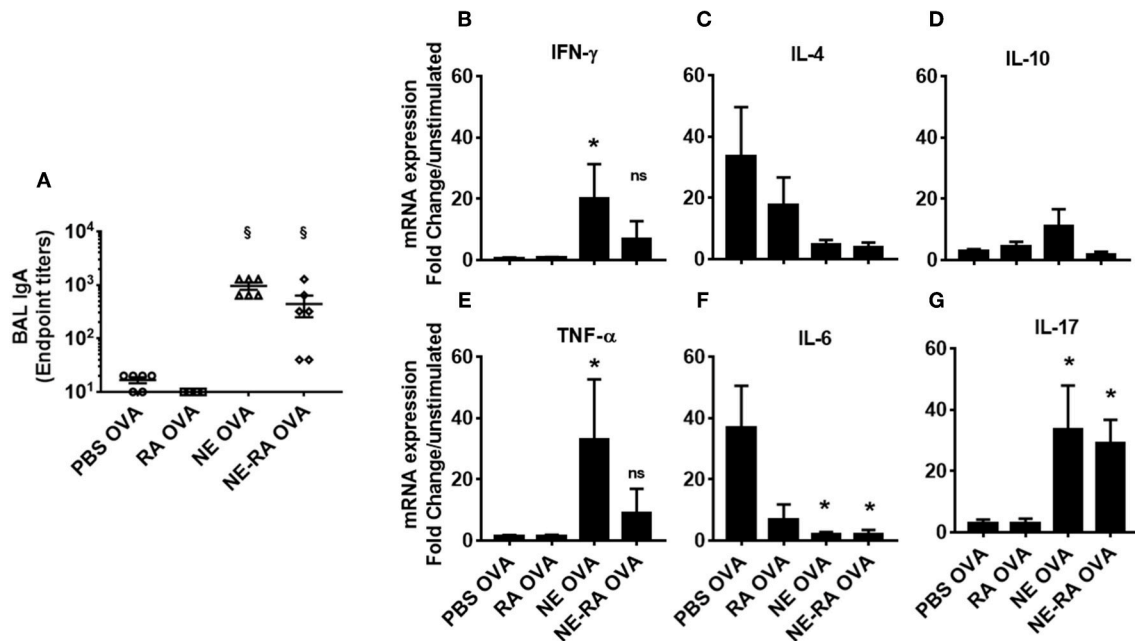 A
BAL IgA
(Endpoint titers)
10⁴
10³
10²
10¹
§
§
PBS OVA
RA OVA
NE OVA
NE-RA OVA
B
IFN-γ
mRNA expression
Fold Change/unstimulated
60
40
20
0
*
ns
C
IL-4
60
40
20
0
D
IL-10
60
40
20
0
E
TNF-α
mRNA expression
Fold Change/unstimulated
60
40
20
0
*
ns
PBS OVA
RA OVA
NE OVA
NE-RA OVA
F
IL-6
60
40
20
0
*
*
PBS OVA
RA OVA
NE OVA
NE-RA OVA
G
IL-17
60
40
20
0
*
*
PBS OVA
RA OVA
NE OVA
NE-RA OVA